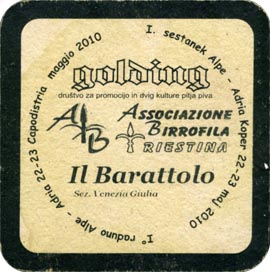 I. sestanek Alpe - Adria Koper 22-23 maj 2010
I° raduno Alpe - Adria 22-23 Capodistria maggio 2010
golding
društvo za promocijo in dvig kulture pitja piva
AB
ASSOCIAZIONE
BIRROFILA
TRIESTINA
Il Barattolo
Sez. Venezia Giulia